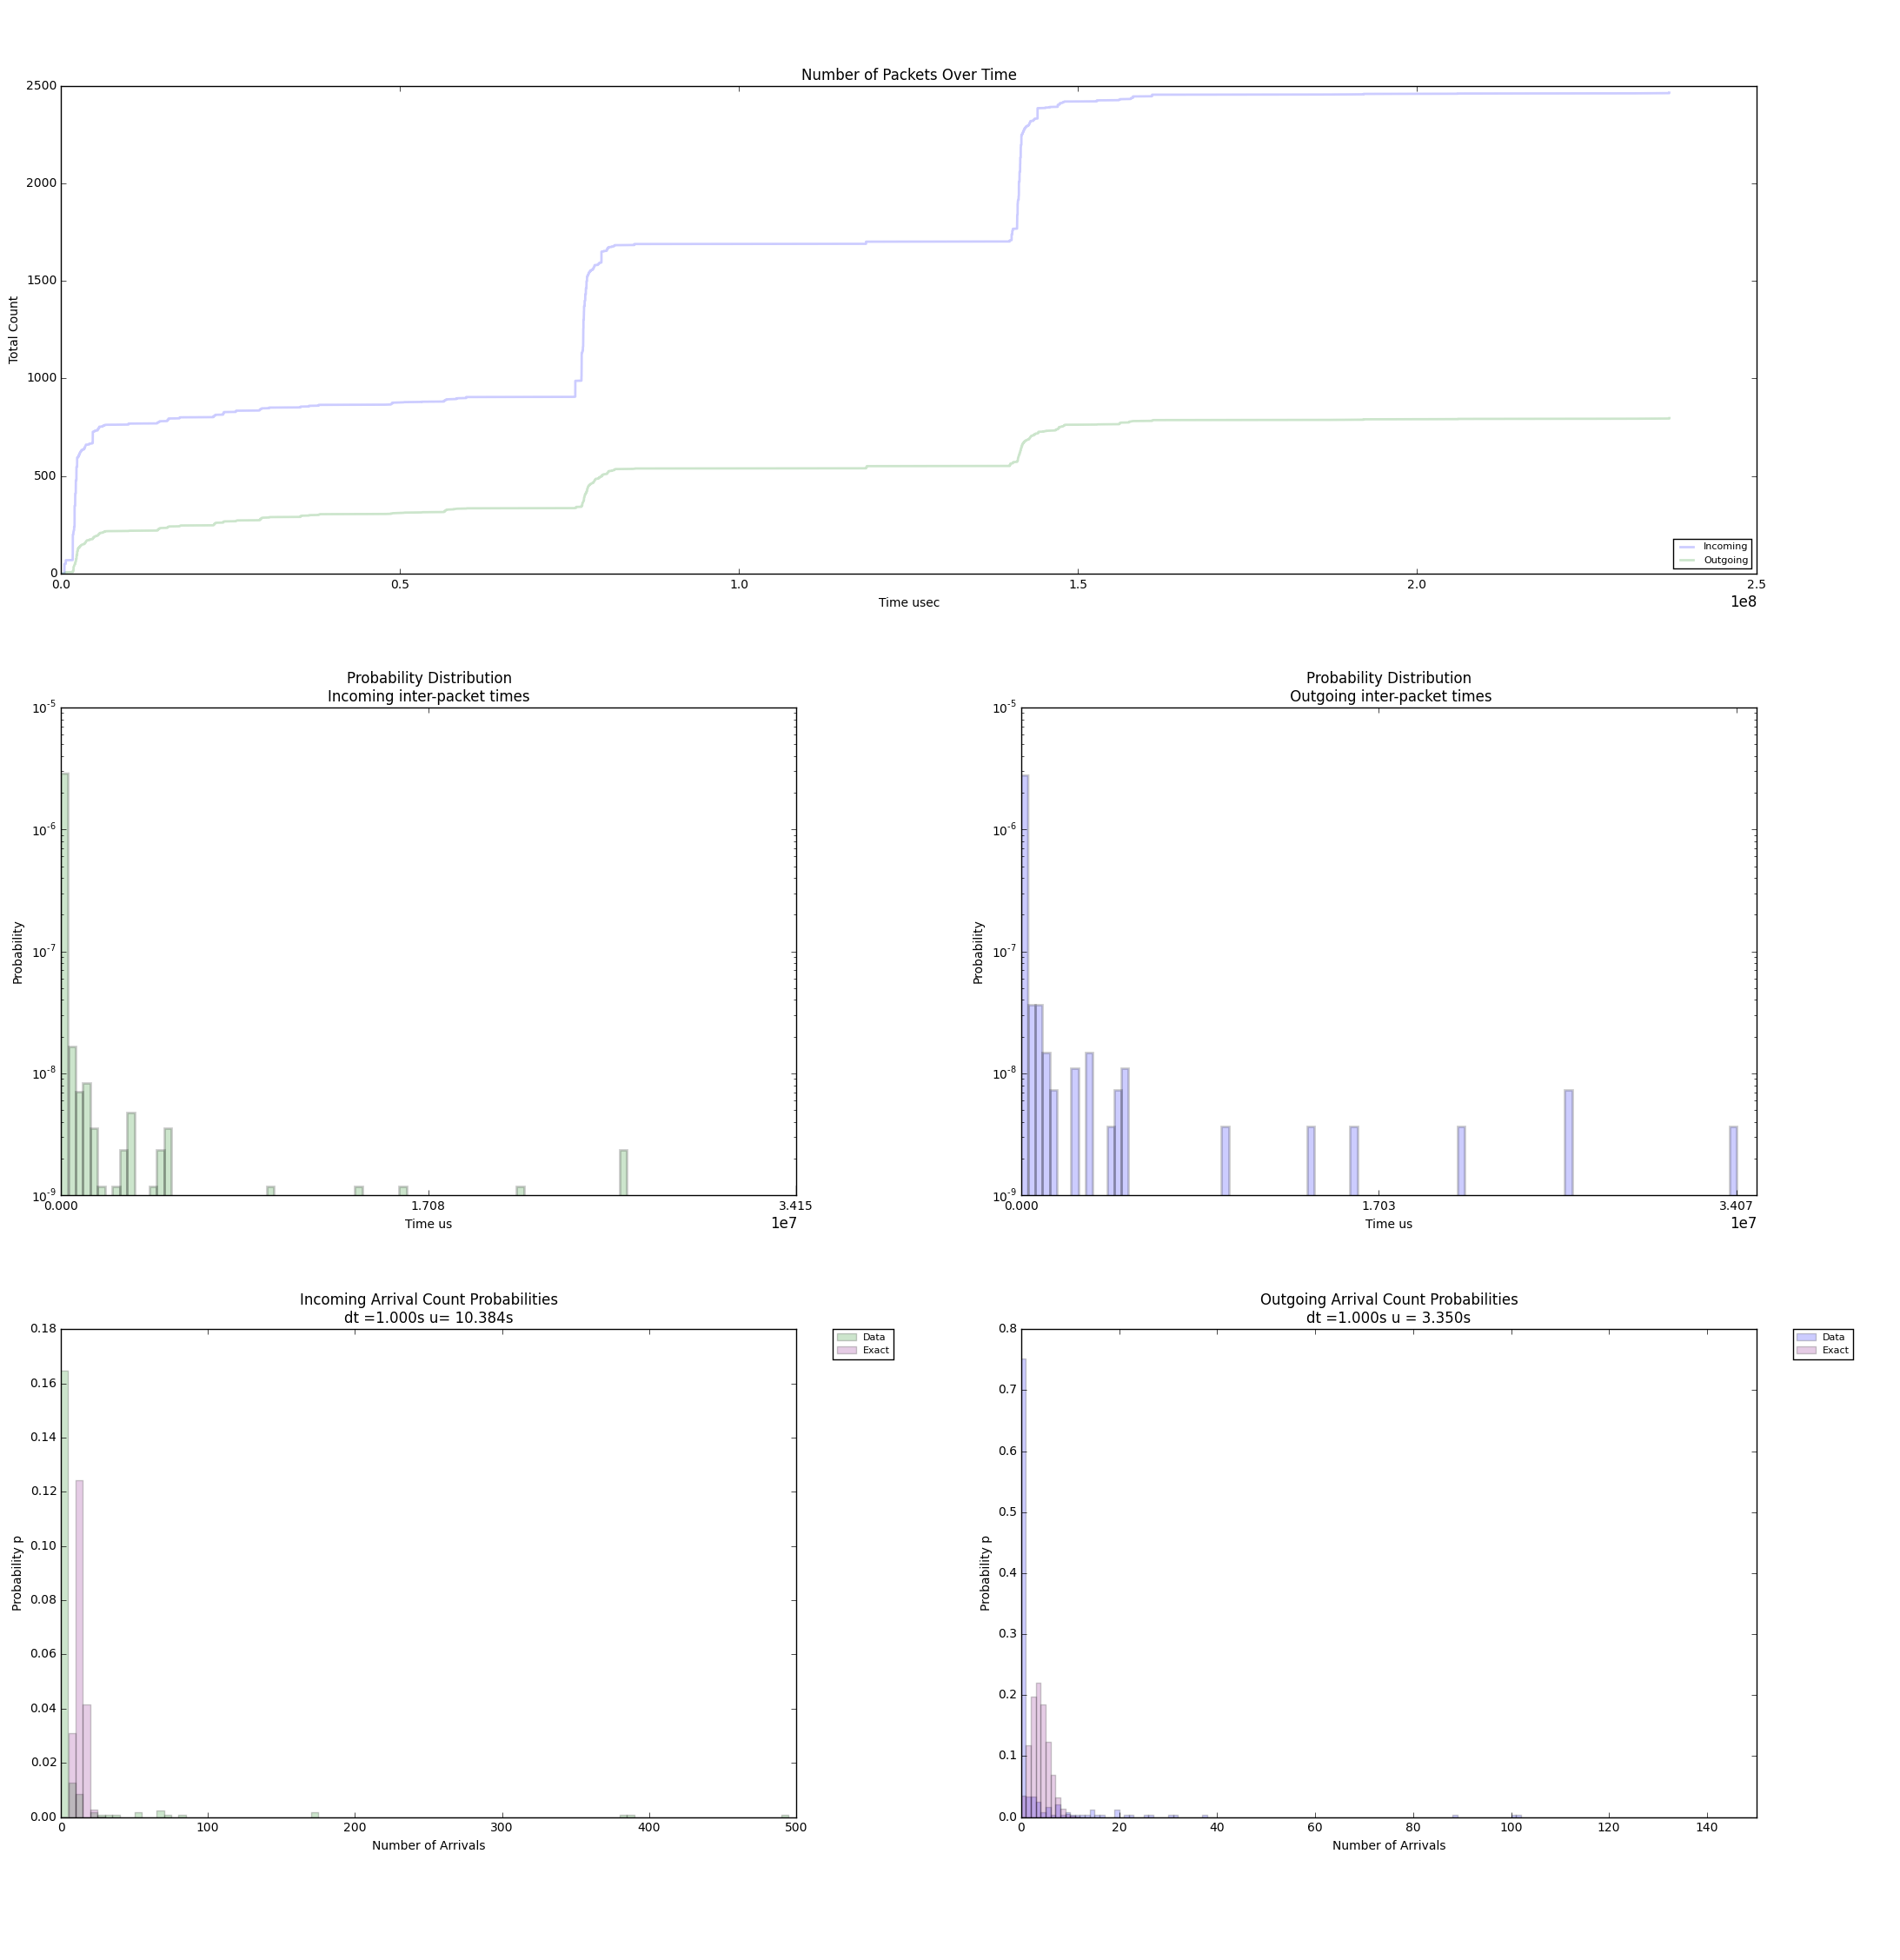 Number of Packets Over Time
2500
2000
1500
1000
500
0
Total Count
0.0 0.5 1.0 1.5 2.0 2.5
Time usec
1e8
Incoming
Outgoing
Probability Distribution
Incoming inter-packet times
10^-5
10^-6
10^-7
10^-8
10^-9
Probability
0.000 1.708 3.415
Time us
1e7
Probability Distribution
Outgoing inter-packet times
10^-5
10^-6
10^-7
10^-8
10^-9
Probability
0.000 1.703 3.407
Time us
1e7
Incoming Arrival Count Probabilities
dt =1.000s u= 10.384s
0.18
0.16
0.14
0.12
0.10
0.08
0.06
0.04
0.02
0.00
Probability p
0 100 200 300 400 500
Number of Arrivals
Data
Exact
Outgoing Arrival Count Probabilities
dt =1.000s u = 3.350s
0.8
0.7
0.6
0.5
0.4
0.3
0.2
0.1
0.0
Probability p
0 20 40 60 80 100 120 140
Number of Arrivals
Data
Exact